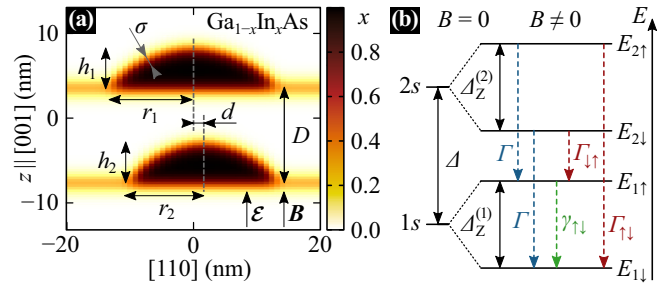 (a)
σ
Ga₁₋ₓInₓAs
x
h₁
r₁
d
D
h₂
r₂
ℰ
B
10
0
−10
z || [001] (nm)
−20
0
20
[110] (nm)
0.8
0.6
0.4
0.2
0.0
(b)
B = 0
B ≠ 0
E
E₂↑
2s
Δ_Z^(2)
E₂↓
Δ
Γ
Γ↓↑
E₁↑
1s
Δ_Z^(1)
Γ
γ↑↓
Γ↑↓
E₁↓